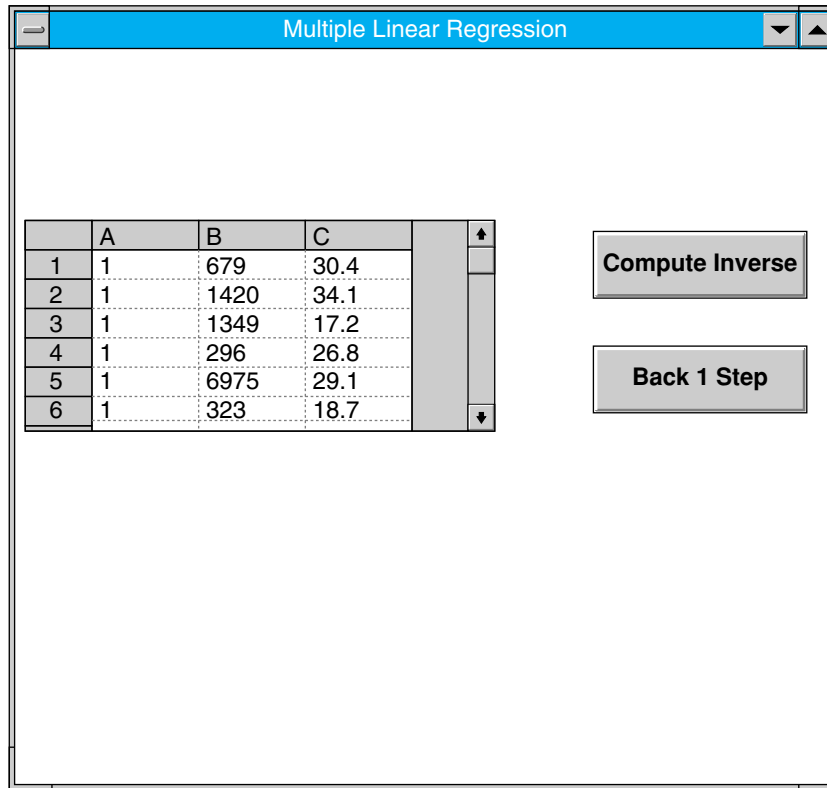 Multiple Linear Regression
A B C
1 1 679 30.4
Compute Inverse
2 1 1420 34.1
3 1 1349 17.2
4 1 296 26.8
5 1 6975 29.1
Back 1 Step
6 1 323 18.7